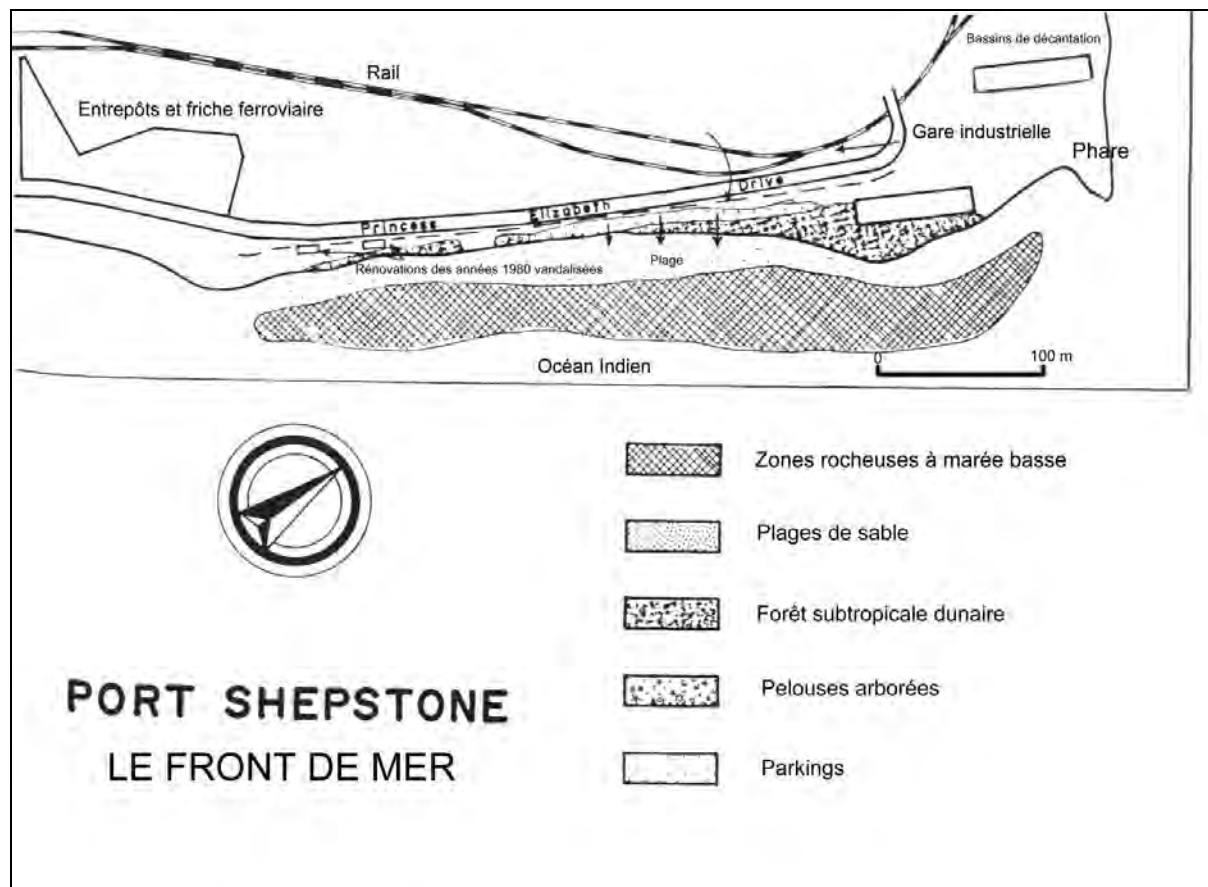 Bassins de décantation
Rail
Entrepôts et friche ferroviaire
Gare industrielle
Phare
Princess Elizabeth Drive
Rénovations des années 1980 vandalisées
Plage
Océan Indien
0 100 m
Zones rocheuses à marée basse
Plages de sable
Forêt subtropicale dunaire
Pelouses arborées
Parkings
PORT SHEPSTONE
LE FRONT DE MER